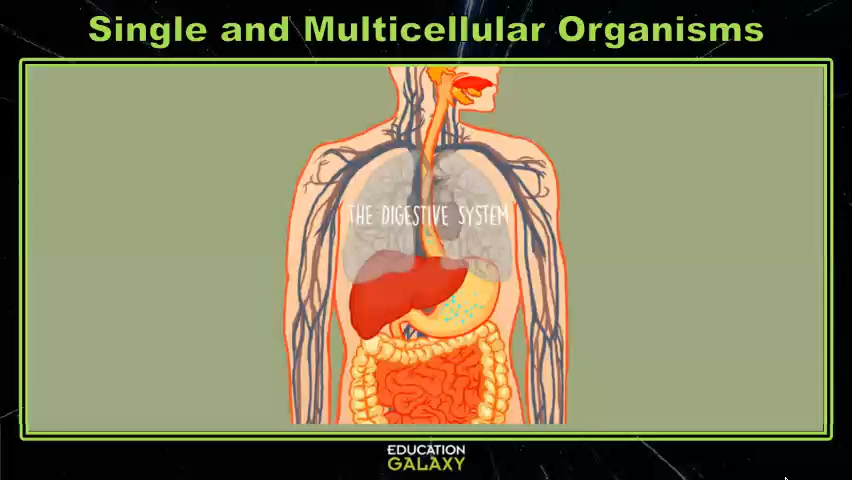 Single and Multicellular Organisms
THE DIGESTIVE SYSTEM
EDUCATION
GALAXY